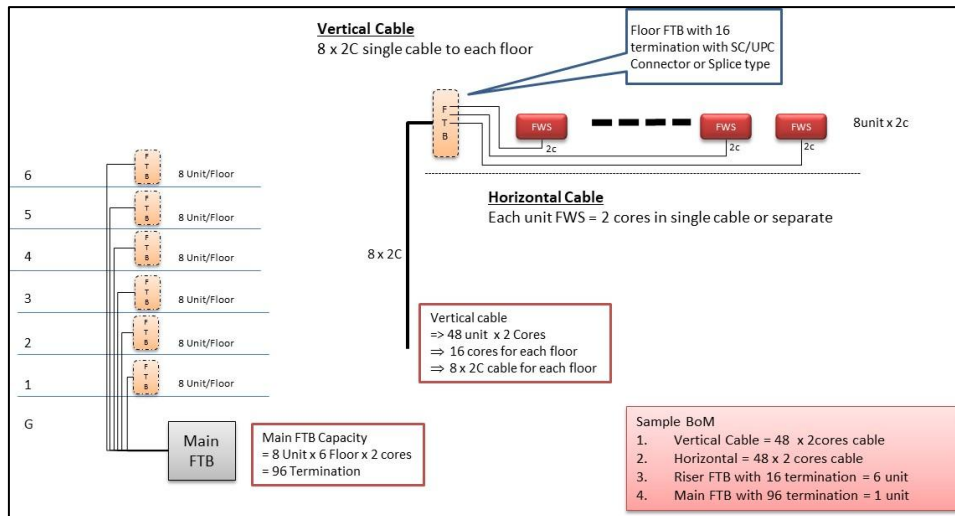 Vertical Cable
8 x 2C single cable to each floor
Floor FTB with 16
termination with SC/UPC
Connector or Splice type
F
T
B
FWS
FWS
FWS
8unit x 2c
2c
2c
2c
Horizontal Cable
Each unit FWS = 2 cores in single cable or separate
8 x 2C
6
F
T
B
8 Unit/Floor
5
F
T
B
8 Unit/Floor
4
F
T
B
8 Unit/Floor
3
F
T
B
8 Unit/Floor
2
F
T
B
8 Unit/Floor
1
F
T
B
8 Unit/Floor
G
Main
FTB
Main FTB Capacity
= 8 Unit x 6 Floor x 2 cores
= 96 Termination
Vertical cable
=> 48 unit x 2 Cores
⇒ 16 cores for each floor
⇒ 8 x 2C cable for each floor
Sample BoM
1. Vertical Cable = 48 x 2cores cable
2. Horizontal = 48 x 2 cores cable
3. Riser FTB with 16 termination = 6 unit
4. Main FTB with 96 termination = 1 unit